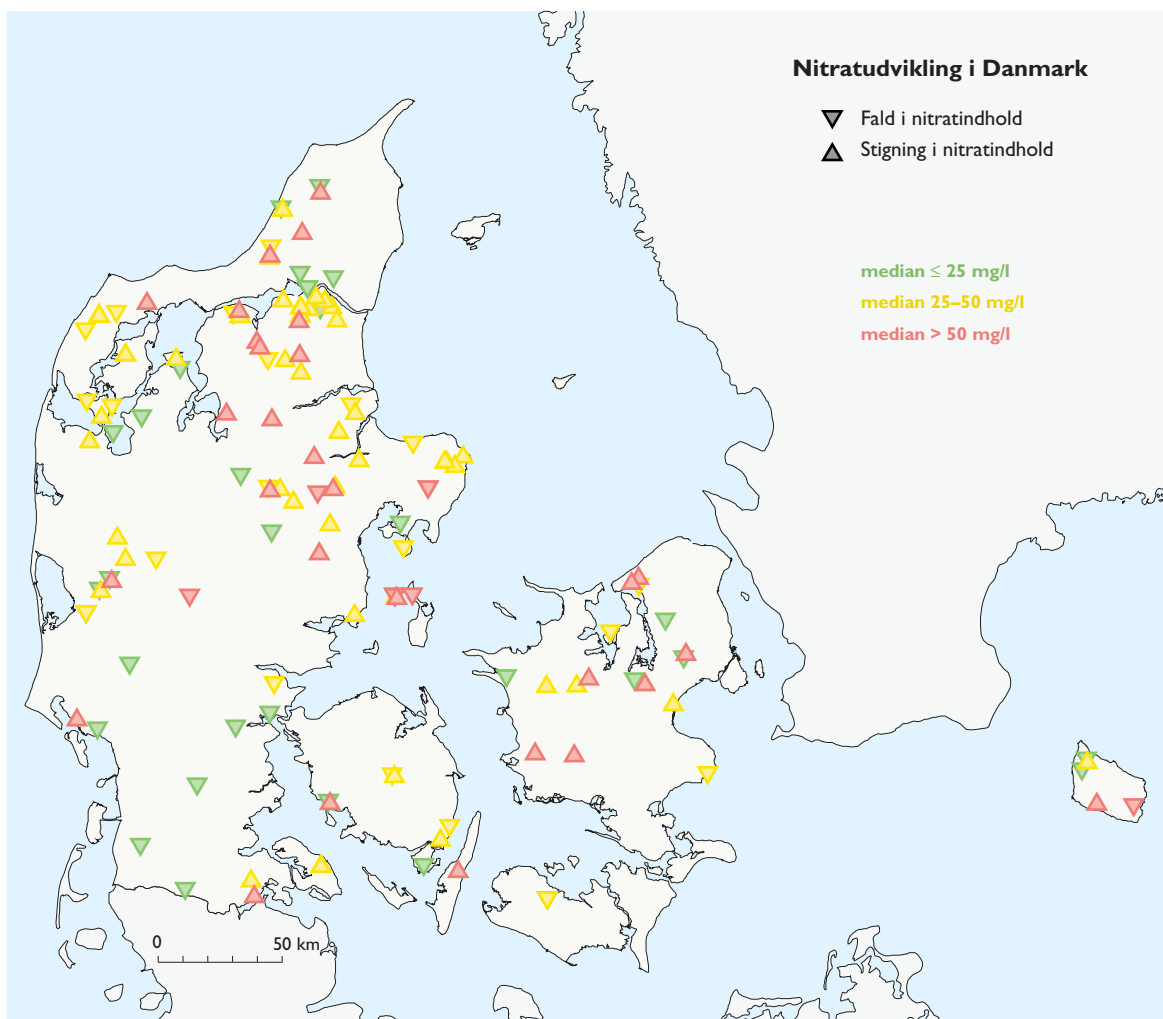 Nitratudvikling i Danmark
Fald i nitratindhold
Stigning i nitratindhold
median ≤ 25 mg/l
median 25–50 mg/l
median > 50 mg/l
0 50 km